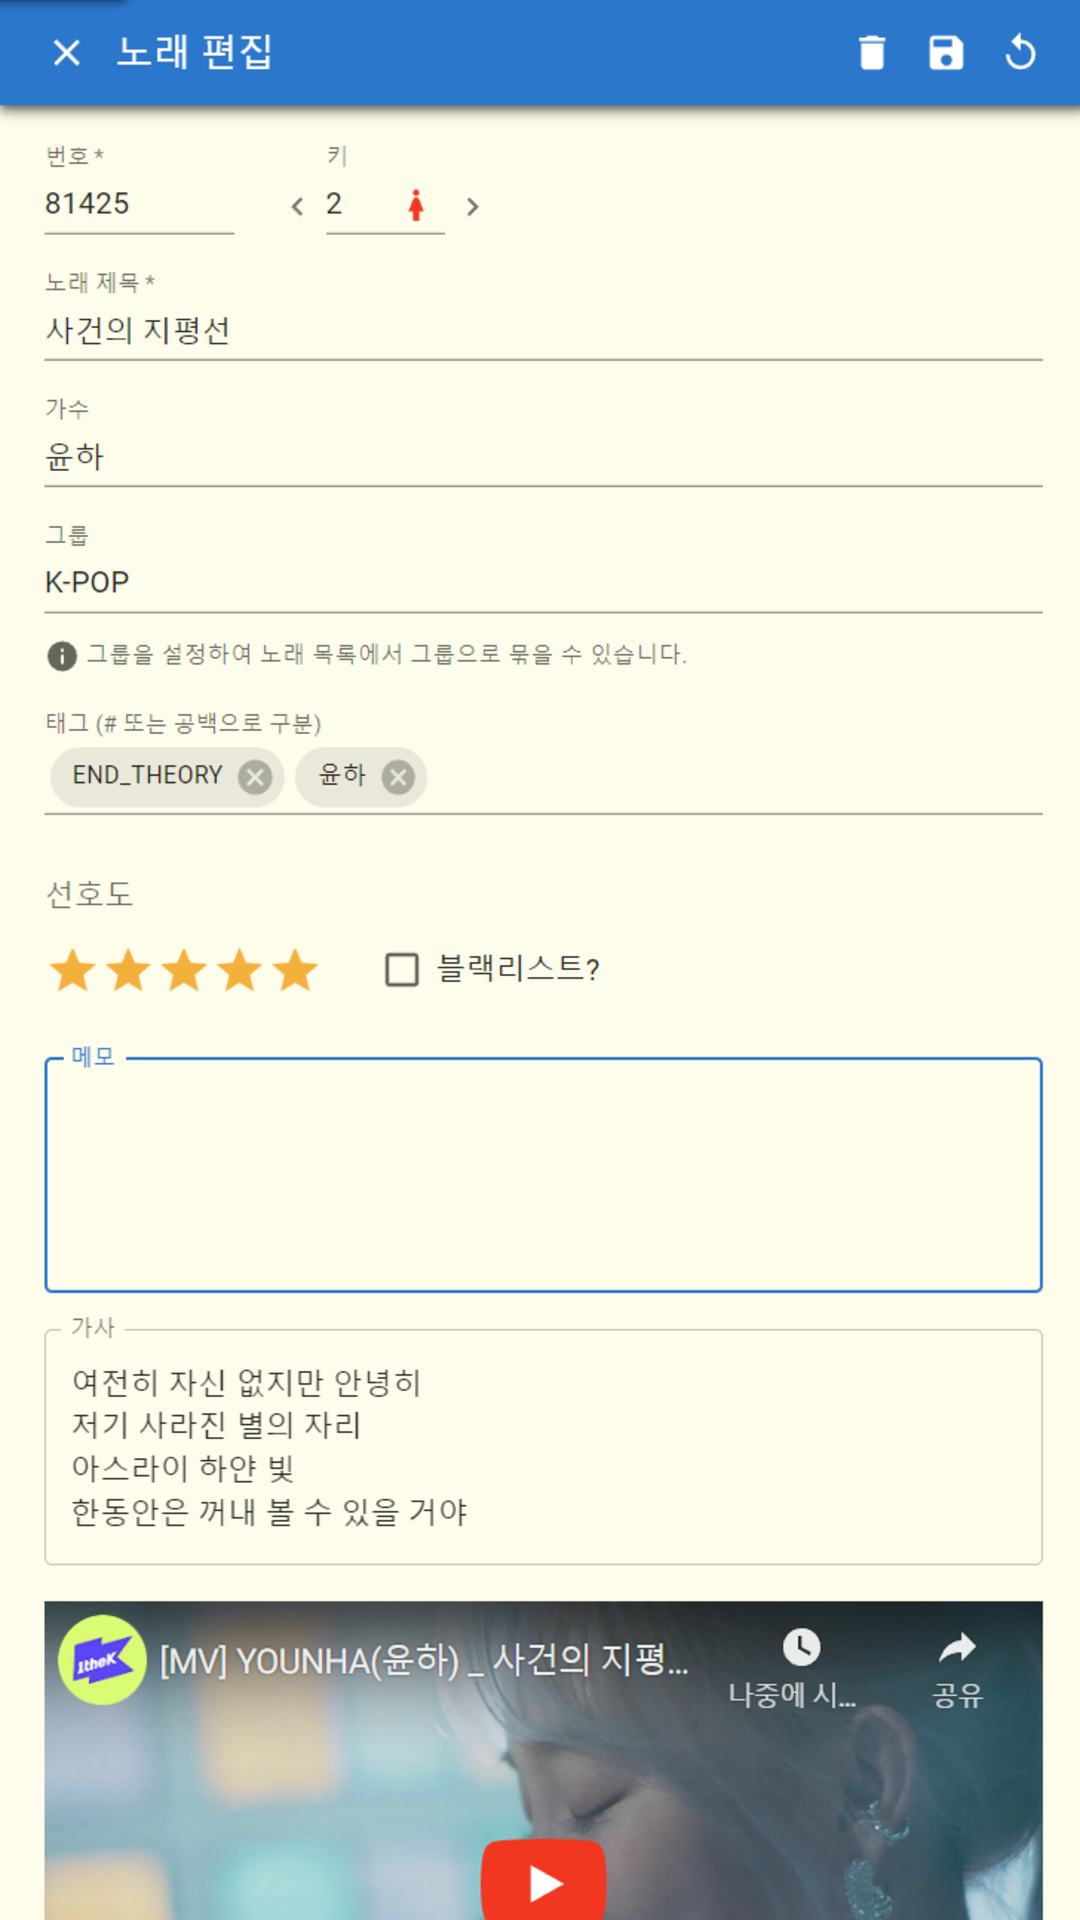 노래 편집
번호 *
키
81425
2
노래 제목 *
사건의 지평선
가수
윤하
그룹
K-POP
그룹을 설정하여 노래 목록에서 그룹으로 묶을 수 있습니다.
태그 (# 또는 공백으로 구분)
END_THEORY
윤하
선호도
블랙리스트?
메모
가사
여전히 자신 없지만 안녕히
저기 사라진 별의 자리
아스라이 하얀 빛
한동안은 꺼내 볼 수 있을 거야
1theK
[MV] YOUNHA(윤하) _ 사건의 지평...
나중에 시...
공유